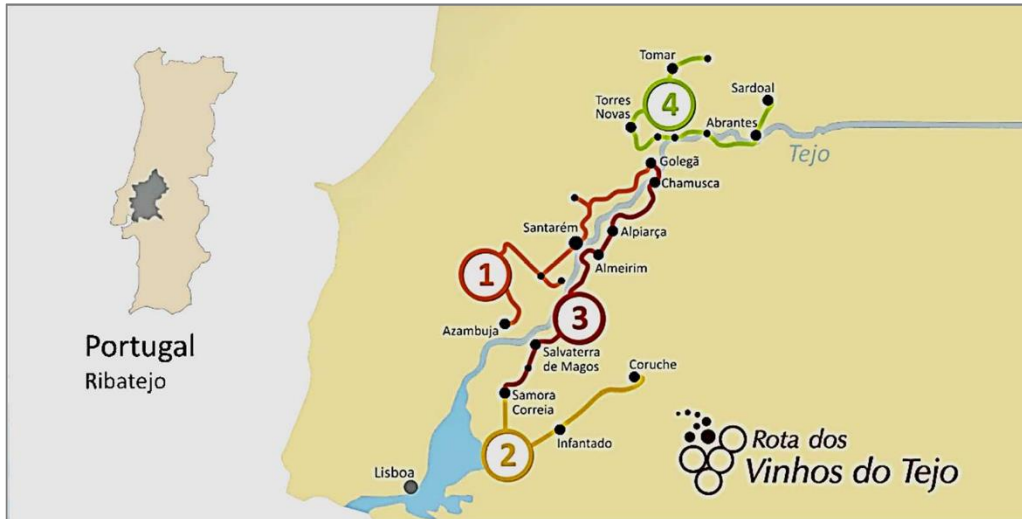 Portugal
Ribatejo
Tomar
4
Sardoal
Torres
Novas
Abrantes
Tejo
Golegã
Chamusca
Santarém
Alpiarça
Almeirim
1
3
Azambuja
Salvaterra
de Magos
Coruche
Samora
Correia
Infantado
2
Lisboa
Rota dos
Vinhos do Tejo